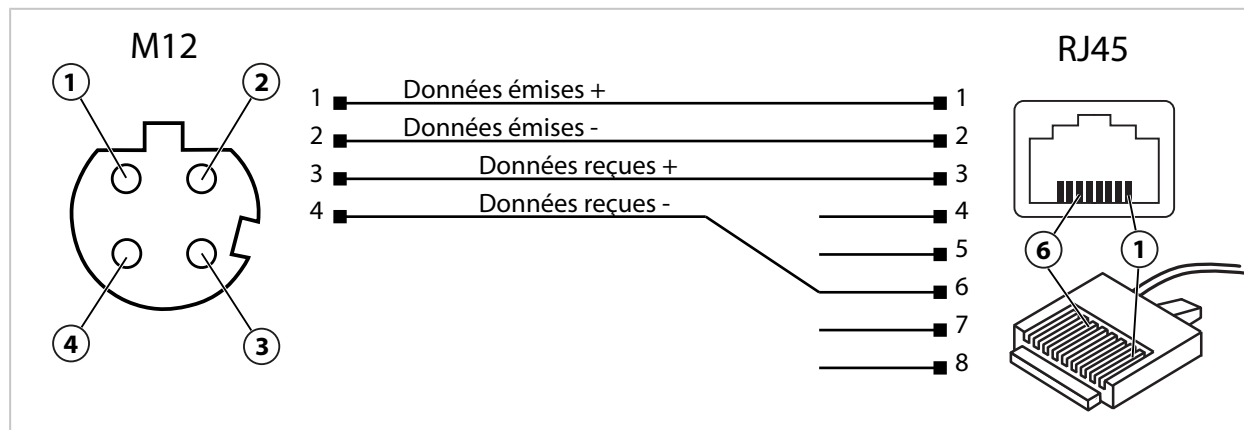 M12
RJ45
1
2
4
3
1 Données émises + 1
2 Données émises - 2
3 Données reçues + 3
4 Données reçues - 4
5
6
7
8
6 1